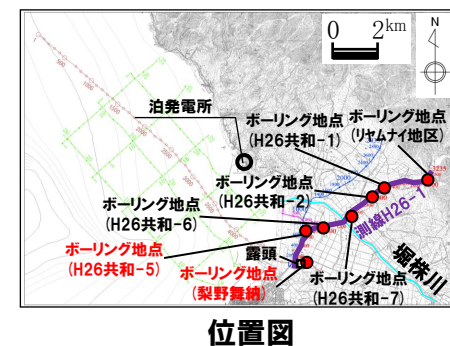 0 2km
N
泊発電所
ボーリング地点
(H26共和-1)
ボーリング地点
(リヤムナイ地区)
ボーリング地点
(H26共和-2)
ボーリング地点
(H26共和-6)
測線H26-1
ボーリング地点
(H26共和-5)
露頭
ボーリング地点
(梨野舞納)
ボーリング地点
(H26共和-7)
堀株川
位置図